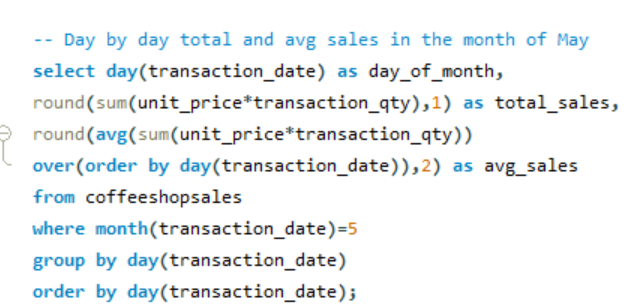 -- Day by day total and avg sales in the month of May
select day(transaction_date) as day_of_month,
round(sum(unit_price*transaction_qty),1) as total_sales,
round(avg(sum(unit_price*transaction_qty))
over(order by day(transaction_date)),2) as avg_sales
from coffeeshopsales
where month(transaction_date)=5
group by day(transaction_date)
order by day(transaction_date);